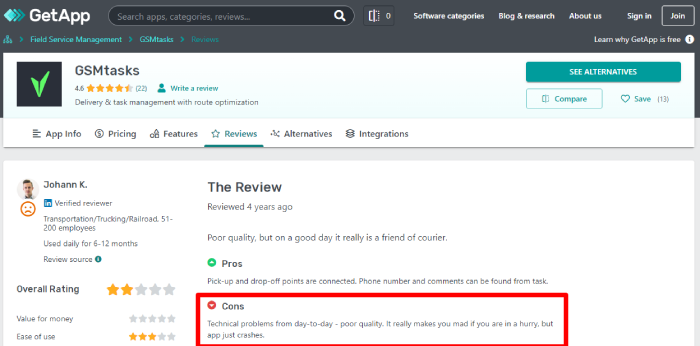 GetApp
Search apps, categories, reviews...
0
Software categories
Blog & research
About us
Sign in
Join
Field Service Management > GSMtasks > Reviews
Learn why GetApp is free
GSMtasks
4.6 (22) Write a review
Delivery & task management with route optimization
SEE ALTERNATIVES
Compare
Save (13)
App Info
Pricing
Features
Reviews
Alternatives
Integrations
Johann K.
in Verified reviewer
Transportation/Trucking/Railroad, 51-
200 employees
Used daily for 6-12 months
Review source
Overall Rating
Value for money
Ease of use
The Review
Reviewed 4 years ago
Poor quality, but on a good day it really is a friend of courier.
Pros
Pick-up and drop-off points are connected. Phone number and comments can be found from task.
Cons
Technical problems from day-to-day - poor quality. It really makes you mad if you are in a hurry, but
app just crashes.